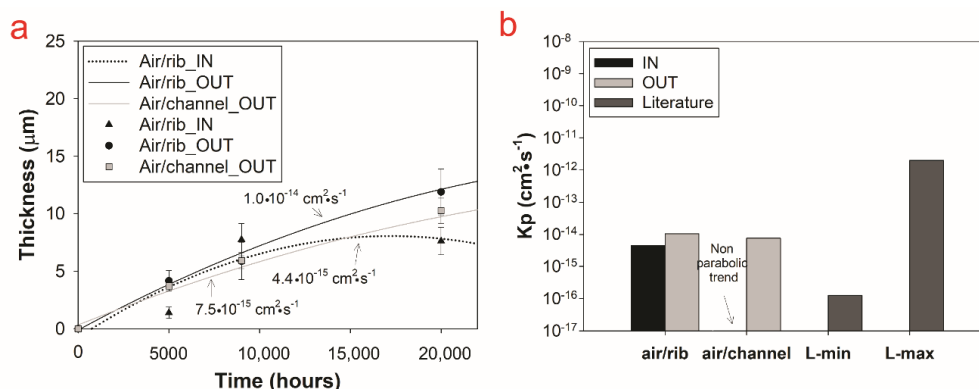 a
25
20
15
10
5
0
Thickness (μm)
Air/rib_IN
Air/rib_OUT
Air/channel_OUT
Air/rib_IN
Air/rib_OUT
Air/channel_OUT
1.0•10⁻¹⁴ cm²•s⁻¹
4.4•10⁻¹⁵ cm²•s⁻¹
7.5•10⁻¹⁵ cm²•s⁻¹
0 5000 10,000 15,000 20,000
Time (hours)
b
10⁻⁸
10⁻⁹
10⁻¹⁰
10⁻¹¹
10⁻¹²
10⁻¹³
10⁻¹⁴
10⁻¹⁵
10⁻¹⁶
10⁻¹⁷
Kp (cm²•s⁻¹)
IN
OUT
Literature
Non
parabolic
trend
air/rib air/channel L-min L-max